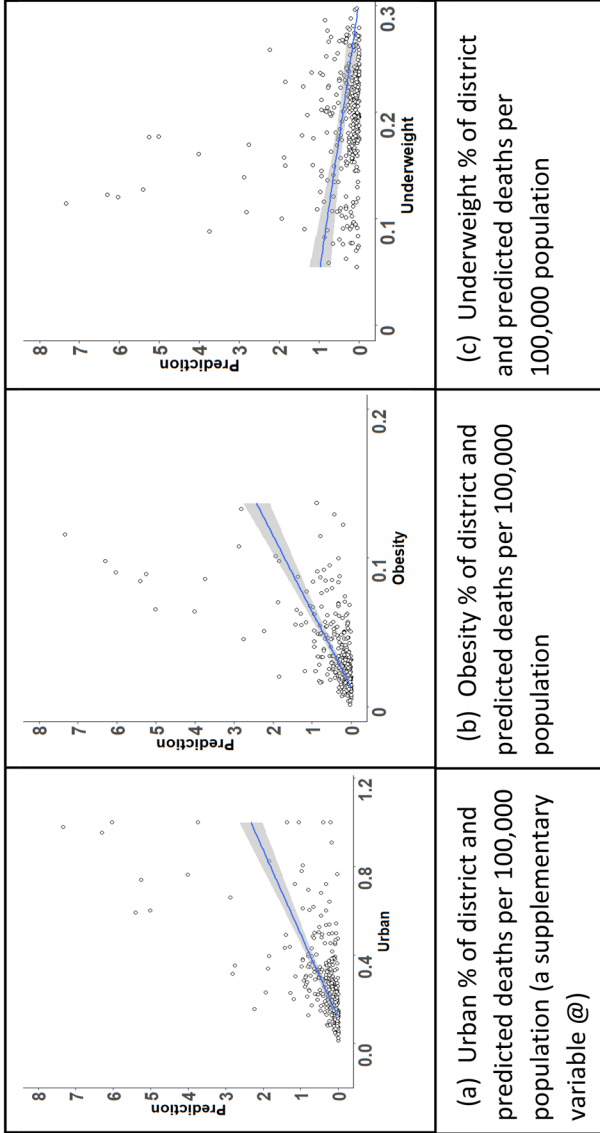 8
7
6
5
4
3
2
1
0
Prediction
0.0
0.4
0.8
1.2
Urban
(a) Urban % of district and
predicted deaths per 100,000
population (a supplementary
variable @)
8
7
6
5
4
3
2
1
0
Prediction
0
0.1
0.2
Obesity
(b) Obesity % of district and
predicted deaths per 100,000
population
8
7
6
5
4
3
2
1
0
Prediction
0
0.1
0.2
0.3
Underweight
(c) Underweight % of district
and predicted deaths per
100,000 population